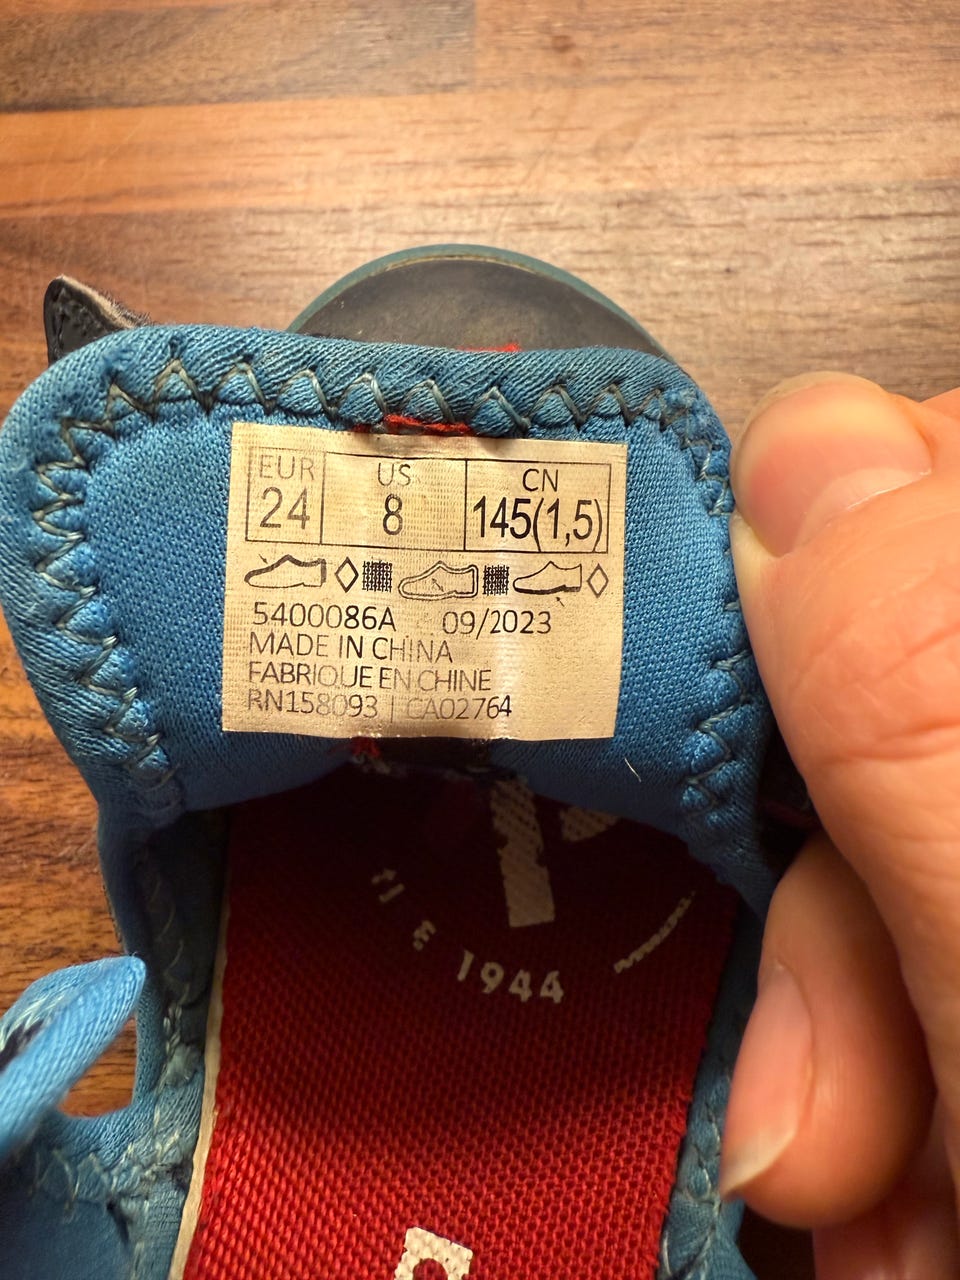 EUR US CN
24 8 145(1,5)
5400086A 09/2023
MADE IN CHINA
FABRIQUE EN CHINE
RN158093 | CA02764
1944